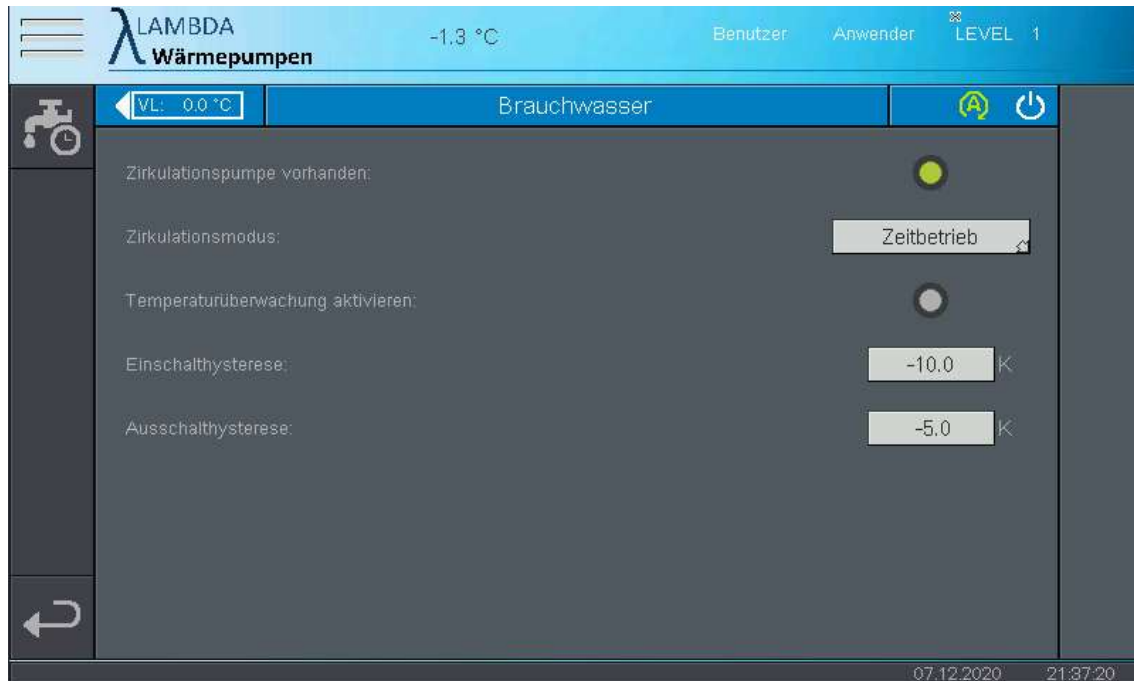 LAMBDA
Wärmepumpen
-1.3 °C
Benutzer Anwender LEVEL 1
VL: 0.0 °C
Brauchwasser
A
Zirkulationspumpe vorhanden:
Zirkulationsmodus: Zeitbetrieb
Temperaturüberwachung aktivieren:
Einschalthysterese: -10.0 K
Ausschalthysterese: -5.0 K
07.12.2020 21:37:20